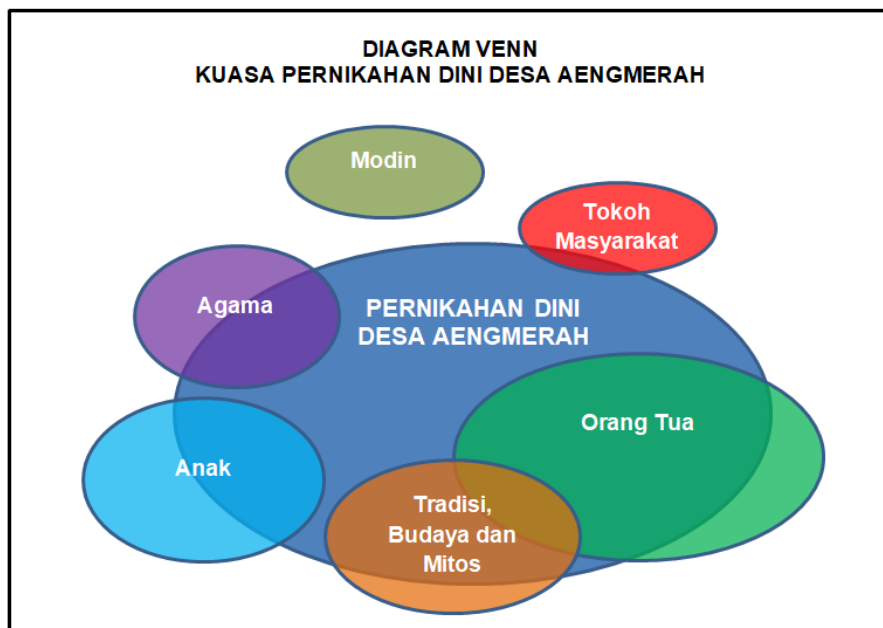 DIAGRAM VENN
KUASA PERNIKAHAN DINI DESA AENGMERAH
Modin
Tokoh
Masyarakat
Agama
PERNIKAHAN DINI
DESA AENGMERAH
Orang Tua
Anak
Tradisi,
Budaya dan
Mitos